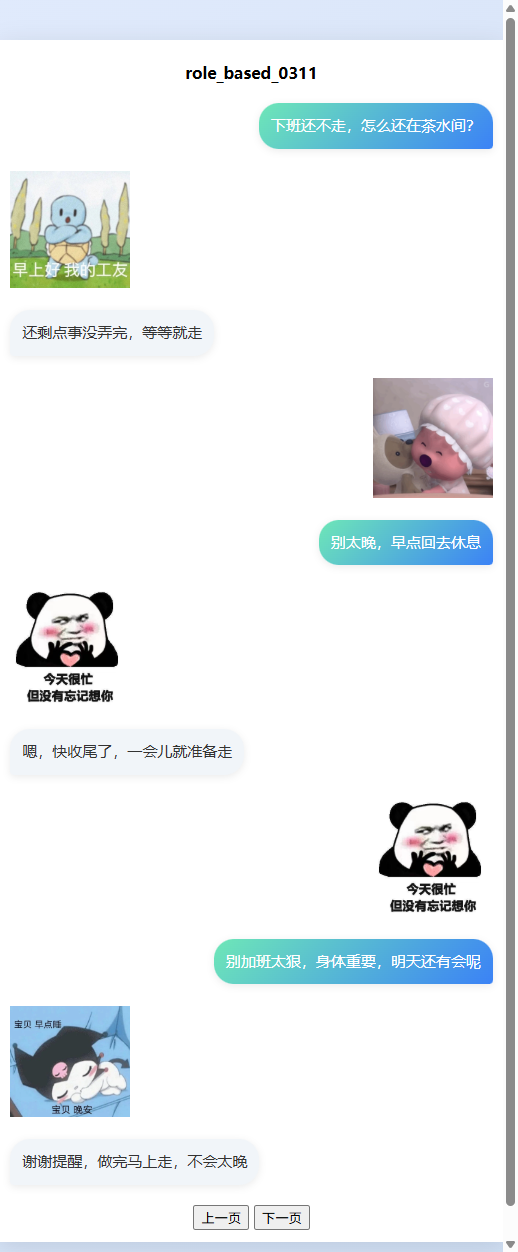 role_based_0311
下班还不走，怎么还在茶水间？
早上好 我的工友
还剩点事没弄完，等等就走
别太晚，早点回去休息
今天很忙
但没有忘记想你
嗯，快收尾了，一会儿就准备走
今天很忙
但没有忘记想你
别加班太狠，身体重要，明天还有会呢
宝贝 早点睡
宝贝 晚安
谢谢提醒，做完马上走，不会太晚
上一页 下一页